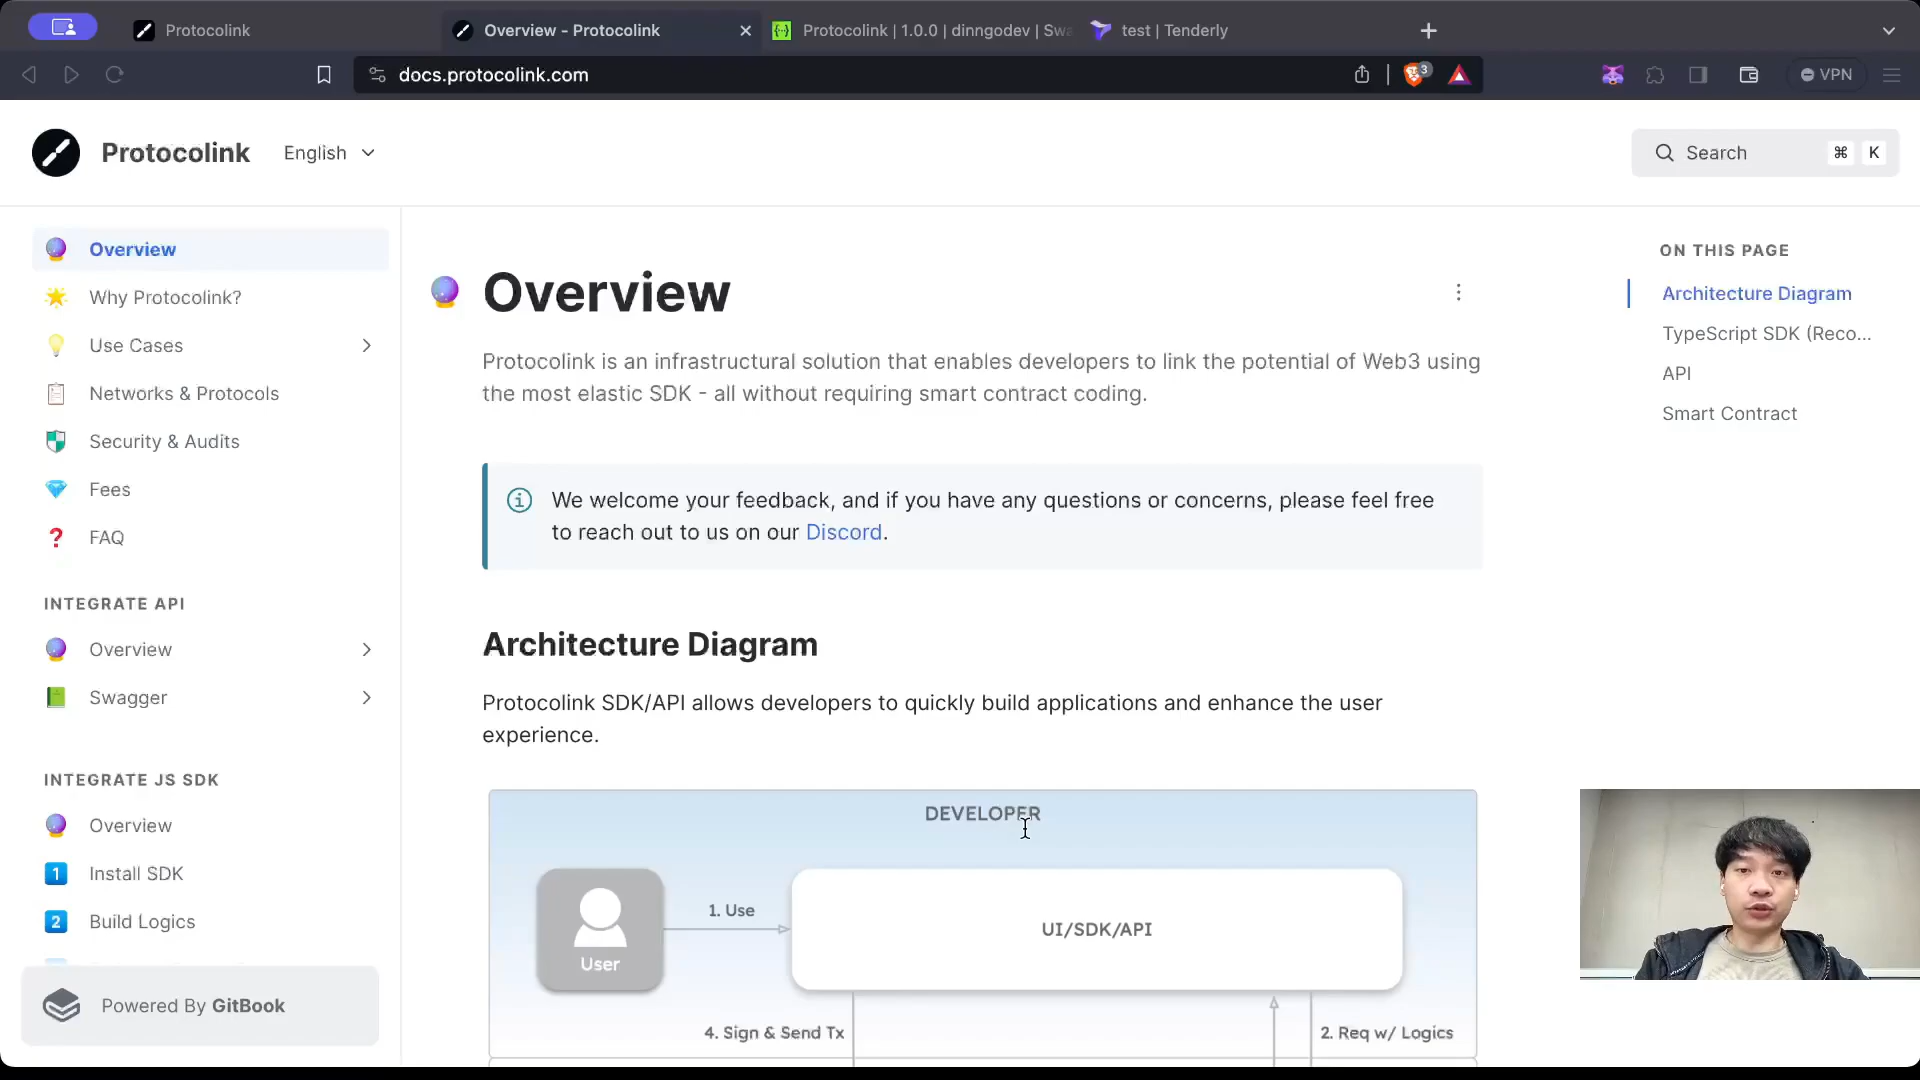 Protocolink
Overview - Protocolink
Protocolink | 1.0.0 | dinngodev | Swa
test | Tenderly
docs.protocolink.com
3
VPN
Protocolink
English
Search
⌘ K
Overview
Why Protocolink?
Use Cases
Networks & Protocols
Security & Audits
Fees
FAQ
INTEGRATE API
Overview
Swagger
INTEGRATE JS SDK
Overview
1 Install SDK
2 Build Logics
Powered By GitBook
Overview
Protocolink is an infrastructural solution that enables developers to link the potential of Web3 using
the most elastic SDK - all without requiring smart contract coding.
We welcome your feedback, and if you have any questions or concerns, please feel free
to reach out to us on our Discord.
Architecture Diagram
Protocolink SDK/API allows developers to quickly build applications and enhance the user
experience.
DEVELOPER
User
1. Use
UI/SDK/API
4. Sign & Send Tx
2. Req w/ Logics
ON THIS PAGE
Architecture Diagram
TypeScript SDK (Reco...
API
Smart Contract